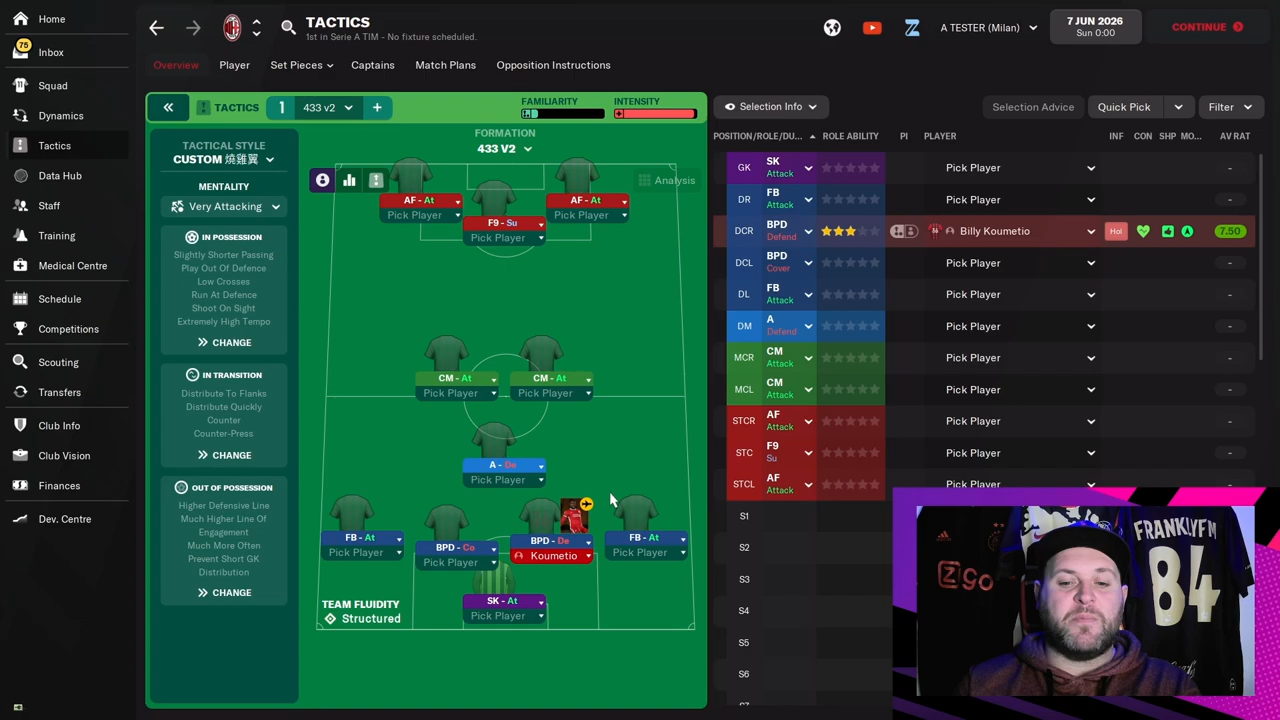 Home
75
Inbox
Squad
Dynamics
Tactics
Data Hub
Staff
Training
Medical Centre
Schedule
Competitions
Scouting
Transfers
Club Info
Club Vision
Finances
Dev. Centre
TACTICS
1st in Serie A TIM - No fixture scheduled.
A TESTER (Milan)
7 JUN 2026
Sun 0:00
CONTINUE
Overview
Player
Set Pieces
Captains
Match Plans
Opposition Instructions
TACTICS
1
433 v2
FAMILIARITY
INTENSITY
TACTICAL STYLE
CUSTOM 燒雞翼
MENTALITY
Very Attacking
IN POSSESSION
Slightly Shorter Passing
Play Out Of Defence
Low Crosses
Run At Defence
Shoot On Sight
Extremely High Tempo
CHANGE
IN TRANSITION
Distribute To Flanks
Distribute Quickly
Counter
Counter-Press
CHANGE
OUT OF POSSESSION
Higher Defensive Line
Much Higher Line Of
Engagement
Much More Often
Prevent Short GK
Distribution
CHANGE
FORMATION
433 V2
Analysis
AF - At
Pick Player
F9 - Su
Pick Player
AF - At
Pick Player
CM - At
Pick Player
CM - At
Pick Player
A - De
Pick Player
FB - At
Pick Player
BPD - Co
Pick Player
BPD - De
Koumetio
FB - At
Pick Player
SK - At
Pick Player
TEAM FLUIDITY
Structured
Selection Info
Selection Advice
Quick Pick
Filter
POSITION/ROLE/DU...
ROLE ABILITY
PI
PLAYER
INF
CON
SHP
MO...
AV RAT
GK
SK
Attack
Pick Player
-
DR
FB
Attack
Pick Player
-
DCR
BPD
Defend
Billy Koumetio
Hol
7.50
DCL
BPD
Cover
Pick Player
-
DL
FB
Attack
Pick Player
-
DM
A
Defend
Pick Player
-
MCR
CM
Attack
Pick Player
-
MCL
CM
Attack
Pick Player
-
STCR
AF
Attack
Pick Player
-
STC
F9
Su
Pick Player
-
STCL
AF
Attack
Pick Player
-
S1
S2
S3
S4
S5
S6
FRANKLYFM
84
Ziggo